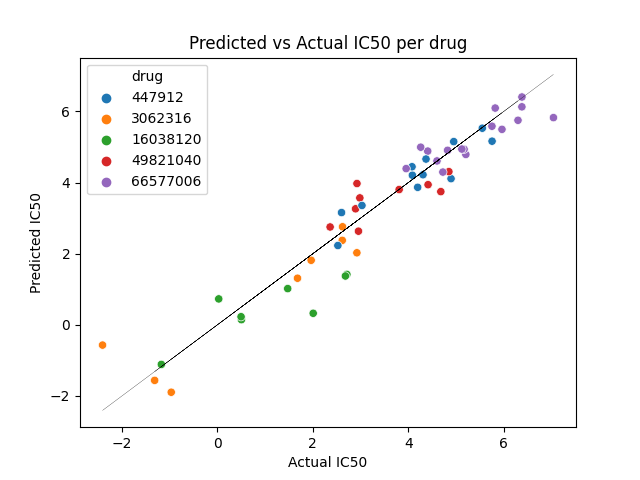 Predicted vs Actual IC50 per drug
drug
447912
3062316
16038120
49821040
66577006
6
4
2
0
−2
Predicted IC50
−2 0 2 4 6
Actual IC50